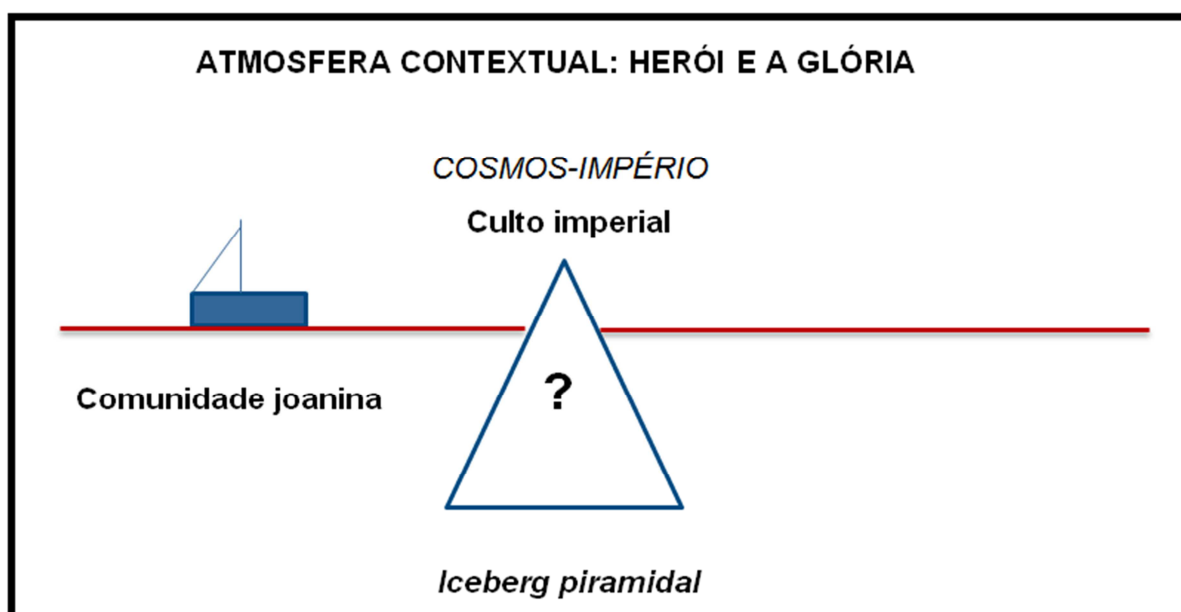 ATMOSFERA CONTEXTUAL: HERÓI E A GLÓRIA
COSMOS-IMPÉRIO
Culto imperial
?
Comunidade joanina
Iceberg piramidal